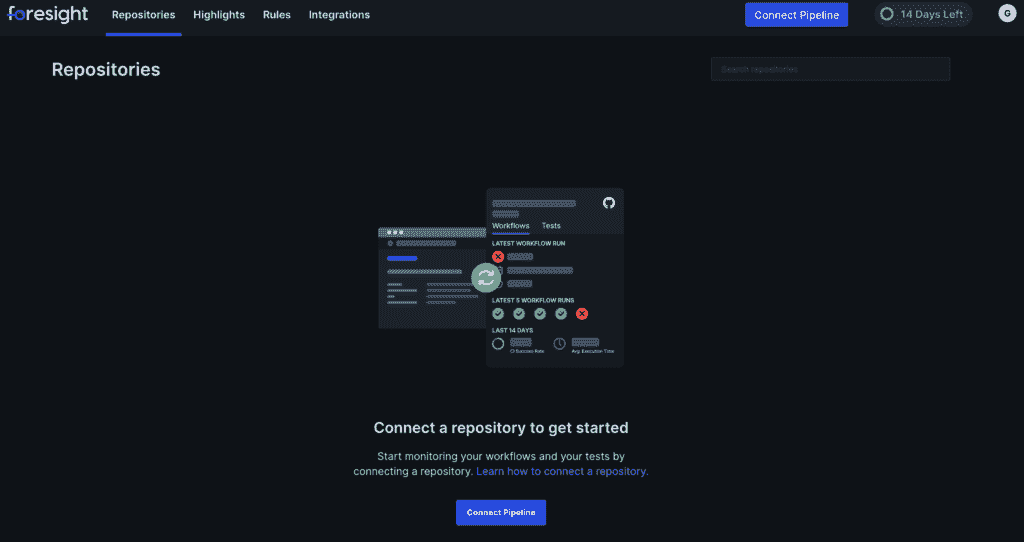 foresight Repositories Highlights Rules Integrations Connect Pipeline 14 Days Left G
Repositories
Search repositories
Workflows Tests
LATEST WORKFLOW RUN
LATEST 5 WORKFLOW RUNS
LAST 14 DAYS
CI Success Rate Avg. Execution Time
Connect a repository to get started
Start monitoring your workflows and your tests by
connecting a repository. Learn how to connect a repository.
Connect Pipeline